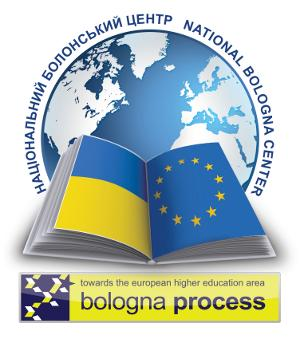 НАЦІОНАЛЬНИЙ БОЛОНСЬКИЙ ЦЕНТР NATIONAL BOLOGNA CENTER
towards the european higher education area
bologna process